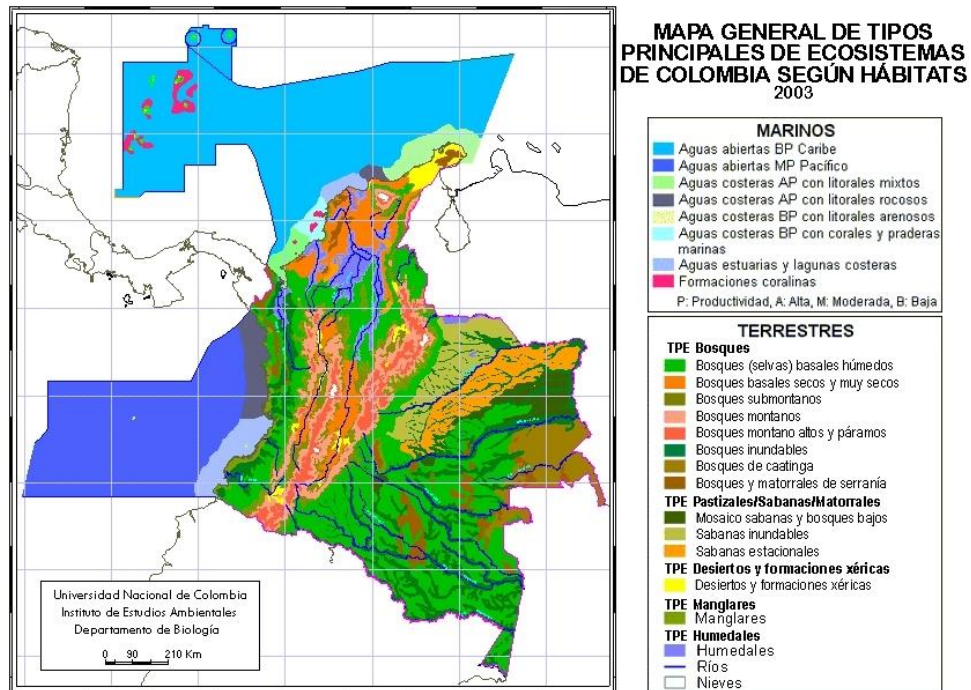 MAPA GENERAL DE TIPOS
PRINCIPALES DE ECOSISTEMAS
DE COLOMBIA SEGÚN HÁBITATS
2003
MARINOS
Aguas abiertas BP Caribe
Aguas abiertas MP Pacífico
Aguas costeras AP con litorales mixtos
Aguas costeras AP con litorales rocosos
Aguas costeras BP con litorales arenosos
Aguas costeras BP con corales y praderas
marinas
Aguas estuarias y lagunas costeras
Formaciones coralinas
P: Productividad, A: Alta, M: Moderada, B: Baja
TERRESTRES
TPE Bosques
Bosques (selvas) basales húmedos
Bosques basales secos y muy secos
Bosques submontanos
Bosques montanos
Bosques montano altos y páramos
Bosques inundables
Bosques de caatinga
Bosques y matorrales de serranía
TPE Pastizales/Sabanas/Matorrales
Mosaico sabanas y bosques bajos
Sabanas inundables
Sabanas estacionales
TPE Desiertos y formaciones xéricas
Desiertos y formaciones xéricas
TPE Manglares
Manglares
TPE Humedales
Humedales
Ríos
Nieves
Universidad Nacional de Colombia
Instituto de Estudios Ambientales
Departamento de Biología
0 90 210 Km